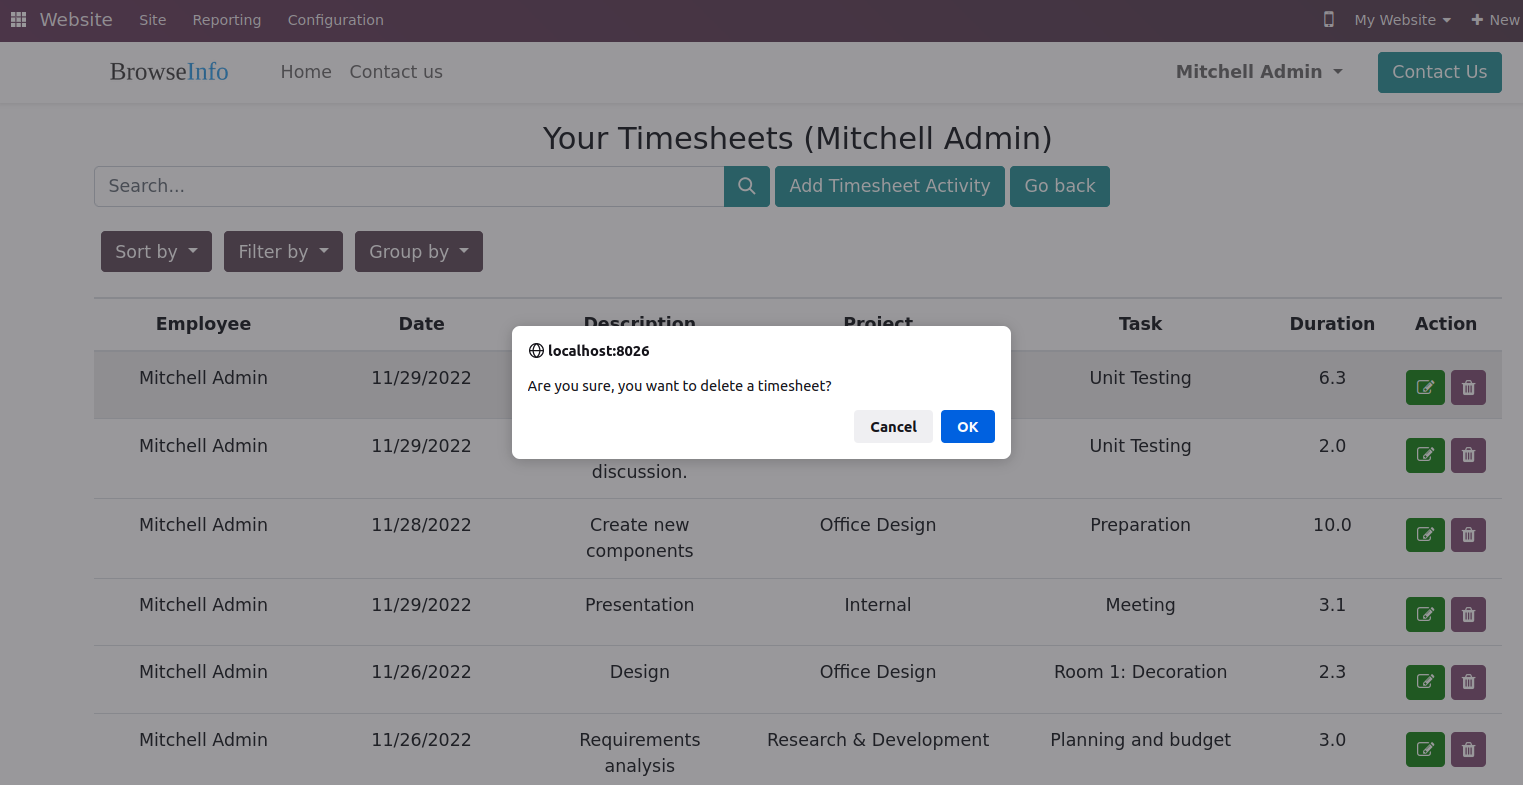 Website Site Reporting Configuration My Website New
BrowseInfo Home Contact us Mitchell Admin Contact Us
Your Timesheets (Mitchell Admin)
Search... Add Timesheet Activity Go back
Sort by Filter by Group by
Employee Date Description Project Task Duration Action
localhost:8026
Are you sure, you want to delete a timesheet?
Cancel OK
Mitchell Admin 11/29/2022 Unit Testing 6.3
Mitchell Admin 11/29/2022 Unit Testing 2.0
discussion.
Mitchell Admin 11/28/2022 Create new Office Design Preparation 10.0
components
Mitchell Admin 11/29/2022 Presentation Internal Meeting 3.1
Mitchell Admin 11/26/2022 Design Office Design Room 1: Decoration 2.3
Mitchell Admin 11/26/2022 Requirements Research & Development Planning and budget 3.0
analysis